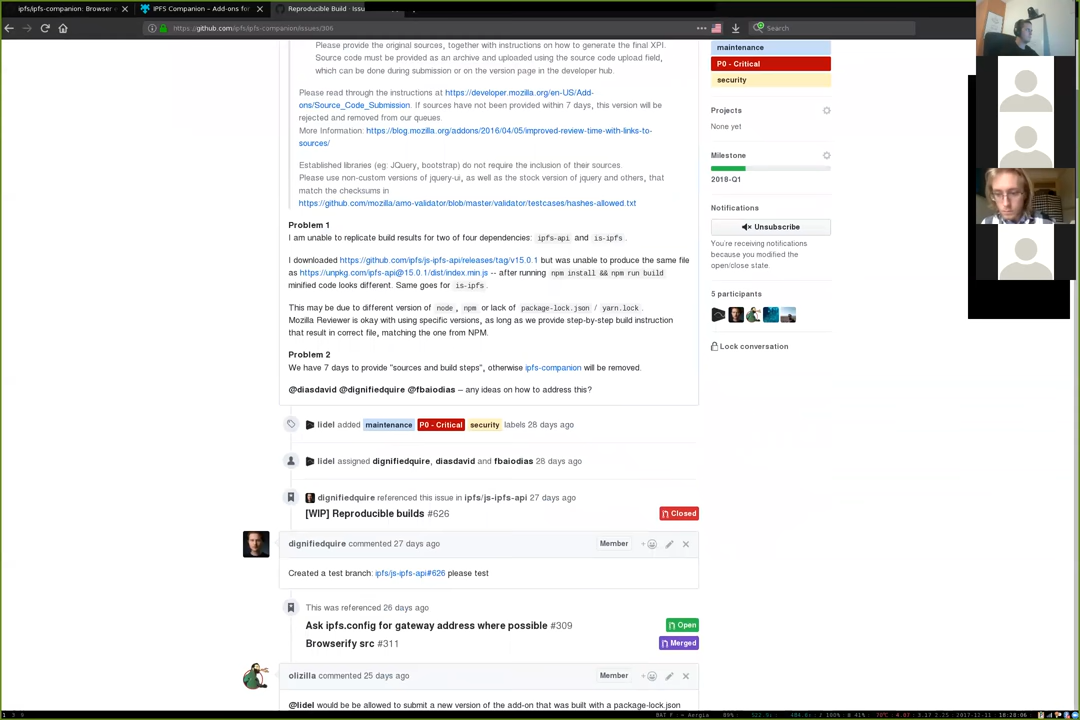 ipfs/ipfs-companion: Browser e
IPFS Companion – Add-ons for
Reproducible Build · Issu
https://github.com/ipfs/ipfs-companion/issues/306
Search
Please provide the original sources, together with instructions on how to generate the final XPI.
Source code must be provided as an archive and uploaded using the source code upload field,
which can be done during submission or on the version page in the developer hub.
Please read through the instructions at https://developer.mozilla.org/en-US/Add-
ons/Source_Code_Submission. If sources have not been provided within 7 days, this version will be
rejected and removed from our queues.
More Information: https://blog.mozilla.org/addons/2016/04/05/improved-review-time-with-links-to-
sources/
Established libraries (eg: JQuery, bootstrap) do not require the inclusion of their sources.
Please use non-custom versions of jquery-ui, as well as the stock version of jquery and others, that
match the checksums in
https://github.com/mozilla/amo-validator/blob/master/validator/testcases/hashes-allowed.txt
Problem 1
I am unable to replicate build results for two of four dependencies: ipfs-api and is-ipfs.
I downloaded https://github.com/ipfs/js-ipfs-api/releases/tag/v15.0.1 but was unable to produce the same file
as https://unpkg.com/ipfs-api@15.0.1/dist/index.min.js -- after running npm install && npm run build
minified code looks different. Same goes for is-ipfs.
This may be due to different version of node, npm or lack of package-lock.json / yarn.lock.
Mozilla Reviewer is okay with using specific versions, as long as we provide step-by-step build instruction
that result in correct file, matching the one from NPM.
Problem 2
We have 7 days to provide "sources and build steps", otherwise ipfs-companion will be removed.
@diasdavid @dignifiedquire @fbaiodias – any ideas on how to address this?
lidel added maintenance P0 - Critical security labels 28 days ago
lidel assigned dignifiedquire, diasdavid and fbaiodias 28 days ago
dignifiedquire referenced this issue in ipfs/js-ipfs-api 27 days ago
[WIP] Reproducible builds #626
Closed
dignifiedquire commented 27 days ago
Member
Created a test branch: ipfs/js-ipfs-api#626 please test
This was referenced 26 days ago
Ask ipfs.config for gateway address where possible #309
Open
Browserify src #311
Merged
olizilla commented 25 days ago
Member
@lidel would be be allowed to submit a new version of the add-on that was built with a package-lock.json
maintenance
P0 - Critical
security
Projects
None yet
Milestone
2018-Q1
Notifications
Unsubscribe
You're receiving notifications
because you modified the
open/close state.
5 participants
Lock conversation